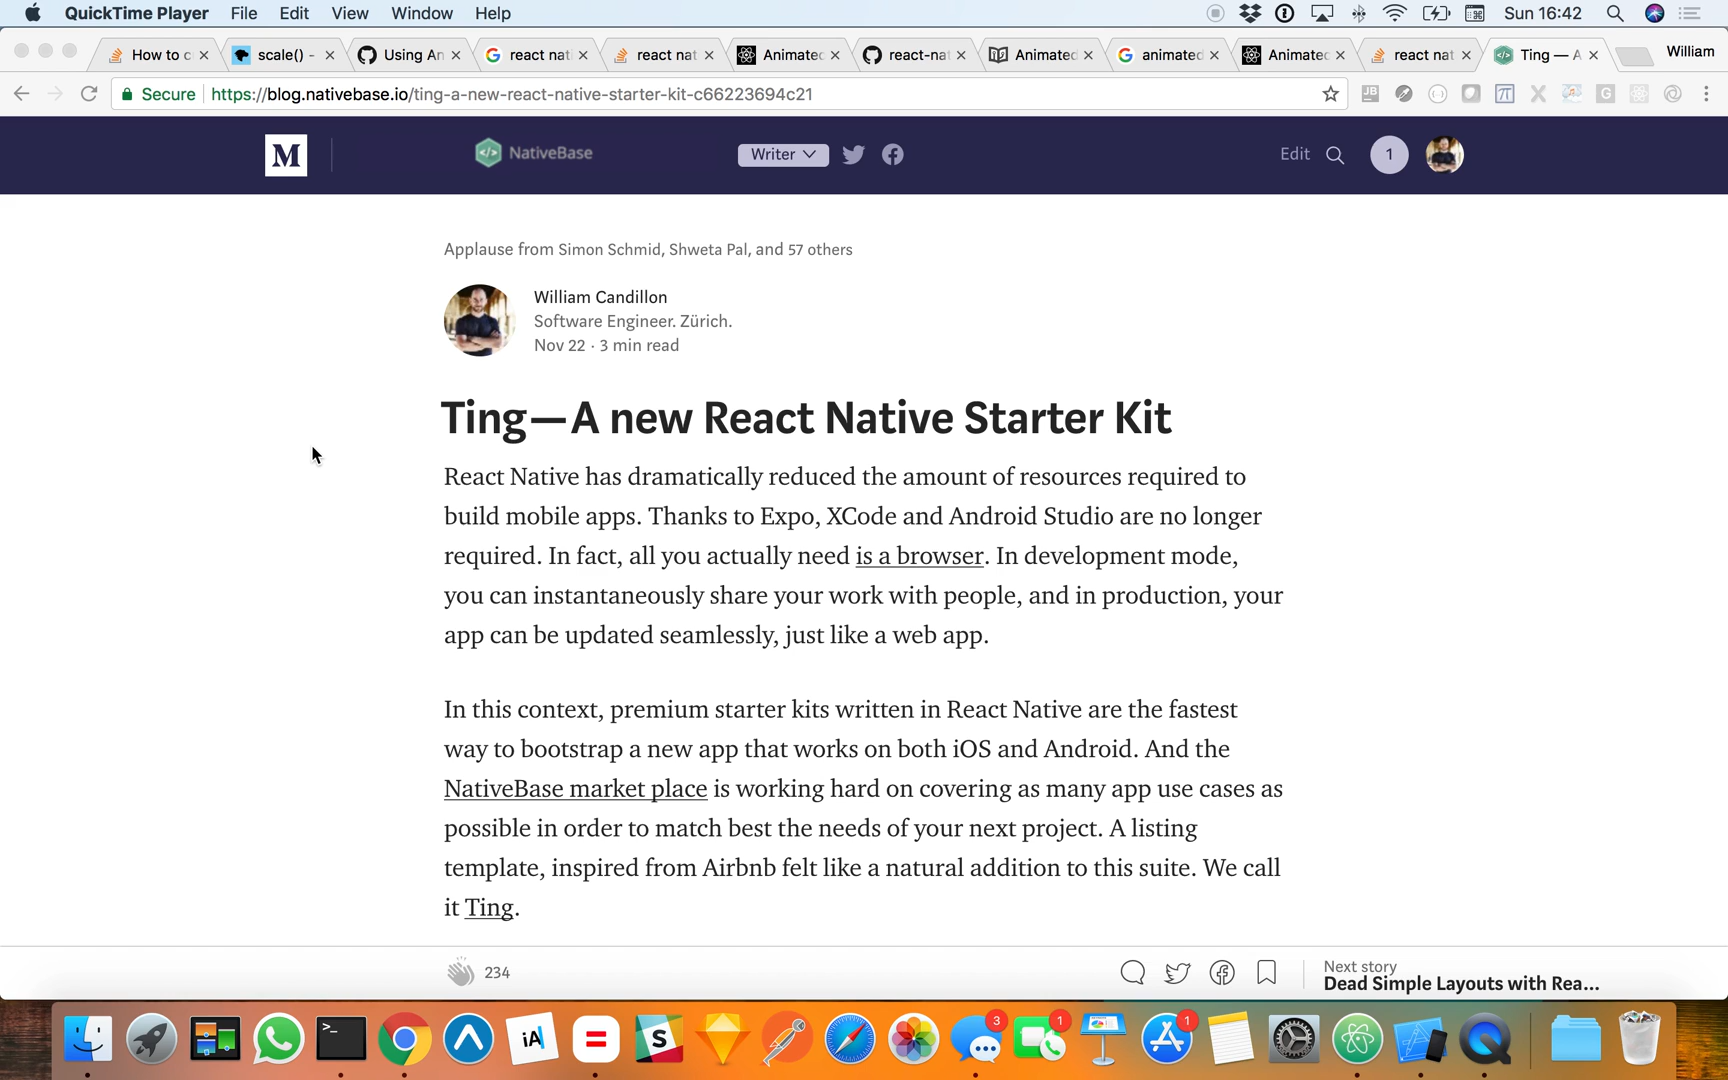 QuickTime Player File Edit View Window Help Sun 16:42
How to c scale() - Using An react nati react nat Animated react-nat Animated animated Animated react nat Ting — A William
Secure https://blog.nativebase.io/ting-a-new-react-native-starter-kit-c66223694c21
M NativeBase Writer Edit 1
Applause from Simon Schmid, Shweta Pal, and 57 others
William Candillon
Software Engineer. Zürich.
Nov 22 · 3 min read
Ting—A new React Native Starter Kit
React Native has dramatically reduced the amount of resources required to
build mobile apps. Thanks to Expo, XCode and Android Studio are no longer
required. In fact, all you actually need is a browser. In development mode,
you can instantaneously share your work with people, and in production, your
app can be updated seamlessly, just like a web app.
In this context, premium starter kits written in React Native are the fastest
way to bootstrap a new app that works on both iOS and Android. And the
NativeBase market place is working hard on covering as many app use cases as
possible in order to match best the needs of your next project. A listing
template, inspired from Airbnb felt like a natural addition to this suite. We call
it Ting.
234
Next story
Dead Simple Layouts with Rea...
>_ iA S 3 1 1